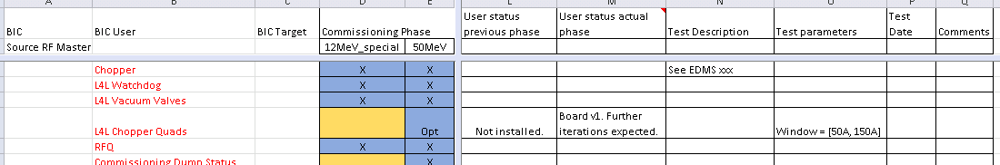 A B C D E L M N O P Q
User status previous phase User status actual phase Test Date
BIC BIC User BIC Target Commissioning Phase Test Description Test parameters Comments
Source RF Master 12MeV_special 50MeV
Chopper X X See EDMS xxx
L4L Watchdog X X
L4L Vacuum Valves X X
L4L Chopper Quads Opt Not installed. Board v1. Further iterations expected. Window = [50A, 150A]
RFQ X X
Commissioning Dump Status X